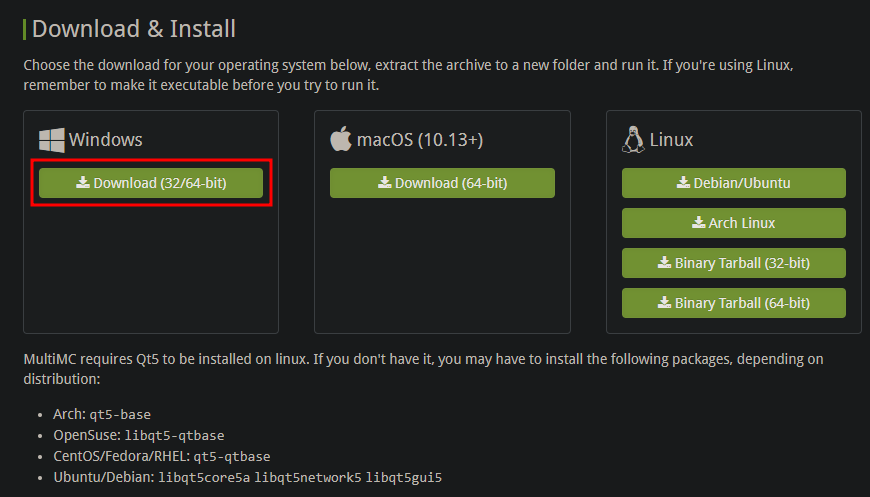 Download & Install
Choose the download for your operating system below, extract the archive to a new folder and run it. If you're using Linux,
remember to make it executable before you try to run it.
Windows
Download (32/64-bit)
macOS (10.13+)
Download (64-bit)
Linux
Debian/Ubuntu
Arch Linux
Binary Tarball (32-bit)
Binary Tarball (64-bit)
MultiMC requires Qt5 to be installed on linux. If you don't have it, you may have to install the following packages, depending on
distribution:
• Arch: qt5-base
• OpenSuse: libqt5-qtbase
• CentOS/Fedora/RHEL: qt5-qtbase
• Ubuntu/Debian: libqt5core5a libqt5network5 libqt5gui5